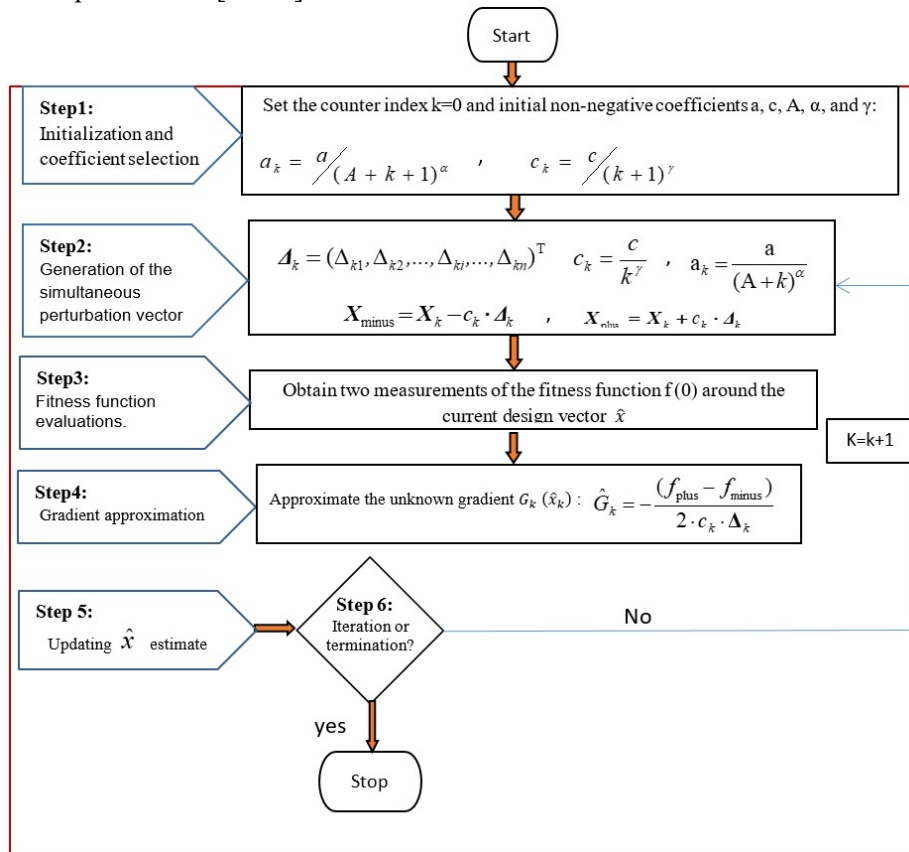 Start
Step1:
Initialization and
coefficient selection
Set the counter index k=0 and initial non-negative coefficients a, c, A, α, and γ:
a_k = a/(A + k + 1)^α , c_k = c/(k + 1)^γ
Step2:
Generation of the
simultaneous
perturbation vector
Δ_k = (Δ_k1, Δ_k2,..., Δ_ki,..., Δ_kn)^T c_k = c/k^γ , a_k = a/(A+k)^α
X_minus = X_k − c_k · Δ_k , X_plus = X_k + c_k · Δ_k
Step3:
Fitness function
evaluations.
Obtain two measurements of the fitness function f (0) around the
current design vector x̂
K=k+1
Step4:
Gradient approximation
Approximate the unknown gradient G_k (x̂_k) : Ĝ_k = −(f_plus − f_minus)/(2 · c_k · Δ_k)
Step 5:
Updating x̂ estimate
Step 6:
Iteration or
termination?
No
yes
Stop